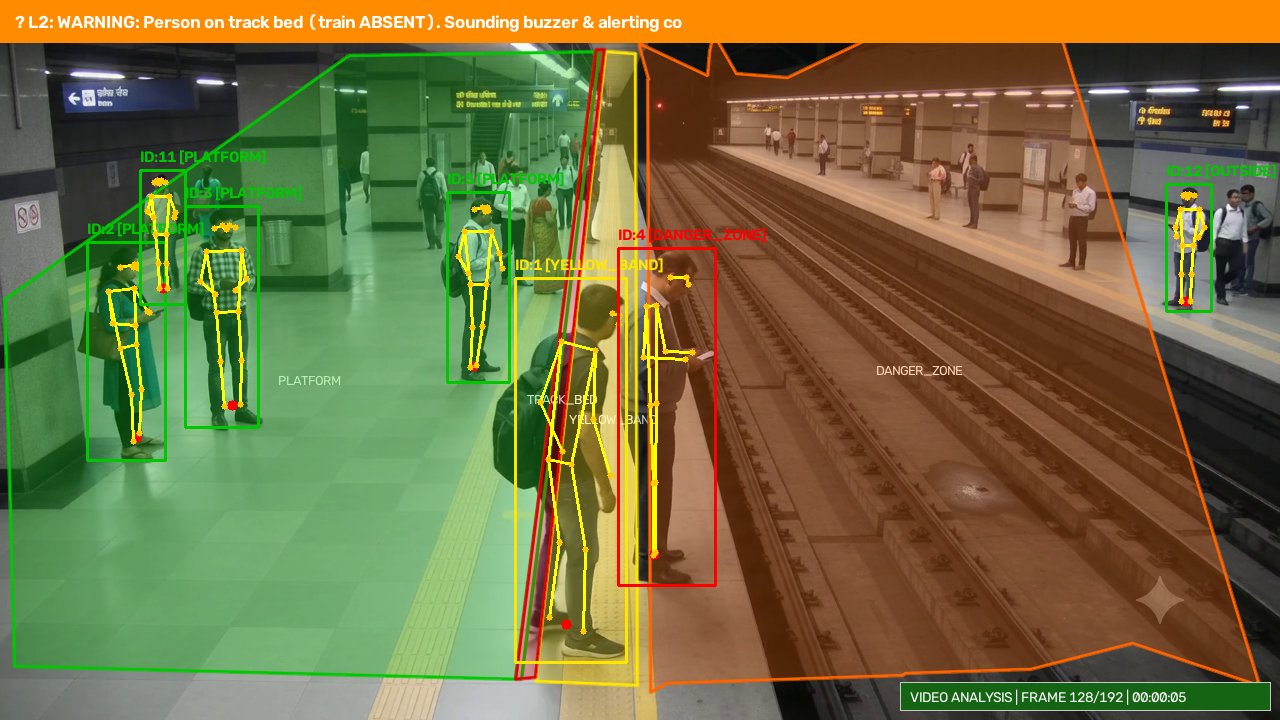 ? L2: WARNING: Person on track bed (train ABSENT). Sounding buzzer & alerting co
ID:11 [PLATFORM]
ID:3 [PLATFORM]
ID:2 [PLATFORM]
[PLATFORM]
ID:12 [OUTSIDE]
ID:4 [DANGER_ZONE]
ID:1 [YELLOW_BAND]
DANGER_ZONE
PLATFORM
TRACK_BED
YELLOW_BAND
VIDEO ANALYSIS | FRAME 128/192 | 00:00:05